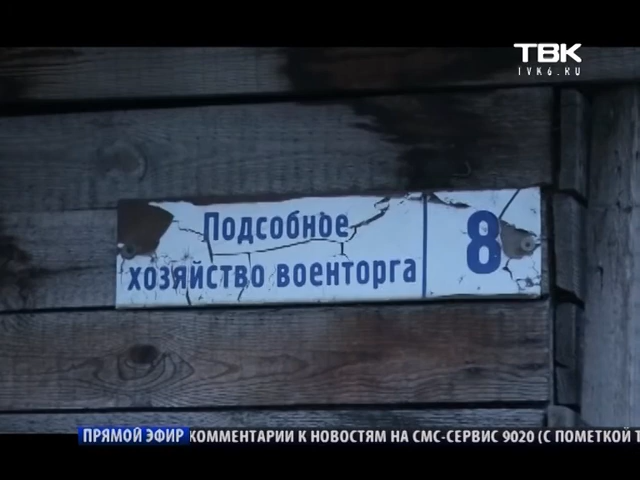 ТВК
TVK6.RU
Подсобное
хозяйство военторга
8
ПРЯМОЙ ЭФИР КОММЕНТАРИИ К НОВОСТЯМ НА СМС-СЕРВИС 9020 (С ПОМЕТКОЙ Т